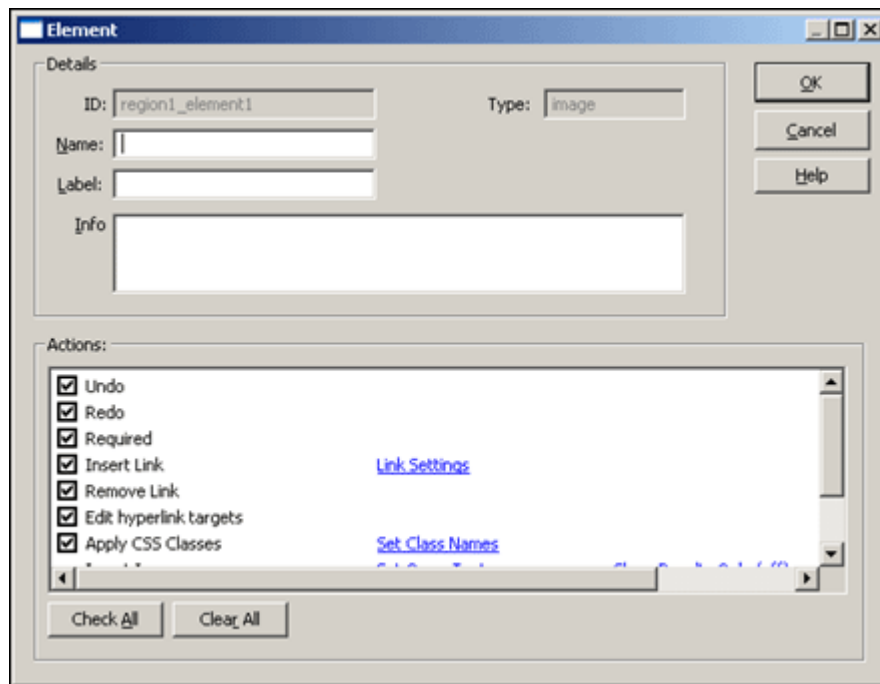 Element
Details
ID: region1_element1 Type: image
Name:
Label:
Info
OK
Cancel
Help
Actions:
Undo
Redo
Required
Insert Link Link Settings
Remove Link
Edit hyperlink targets
Apply CSS Classes Set Class Names
Check All Clear All